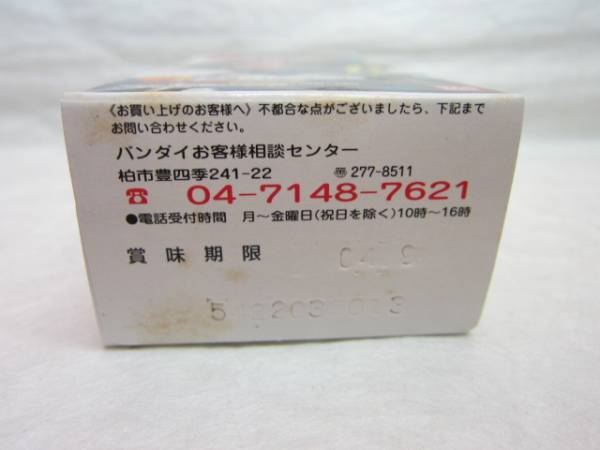 《お買い上げのお客様へ》不都合な点がございましたら、下記まで
お問い合わせください。
バンダイお客様相談センター
柏市豊四季241-22 〠277-8511
☎ 04-7148-7621
●電話受付時間 月～金曜日(祝日を除く)10時～16時
賞味期限 04.9